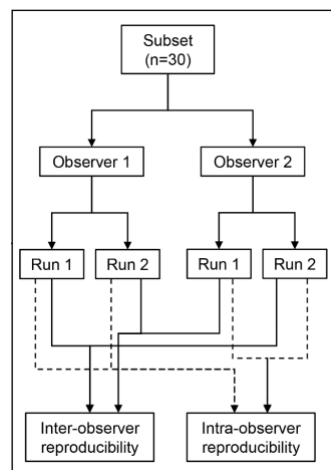 Subset
(n=30)
Observer 1
Observer 2
Run 1
Run 2
Run 1
Run 2
Inter-observer
reproducibility
Intra-observer
reproducibility